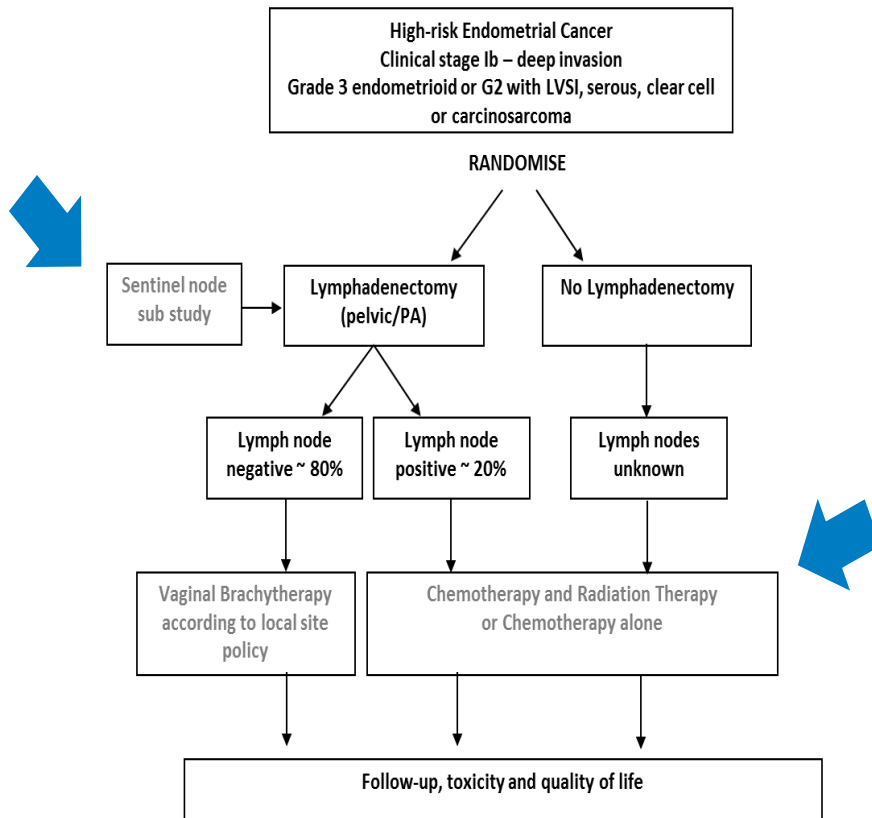 High-risk Endometrial Cancer
Clinical stage Ib – deep invasion
Grade 3 endometrioid or G2 with LVSI, serous, clear cell
or carcinosarcoma
RANDOMISE
Sentinel node
sub study
Lymphadenectomy
(pelvic/PA)
No Lymphadenectomy
Lymph node
negative ~ 80%
Lymph node
positive ~ 20%
Lymph nodes
unknown
Vaginal Brachytherapy
according to local site
policy
Chemotherapy and Radiation Therapy
or Chemotherapy alone
Follow-up, toxicity and quality of life